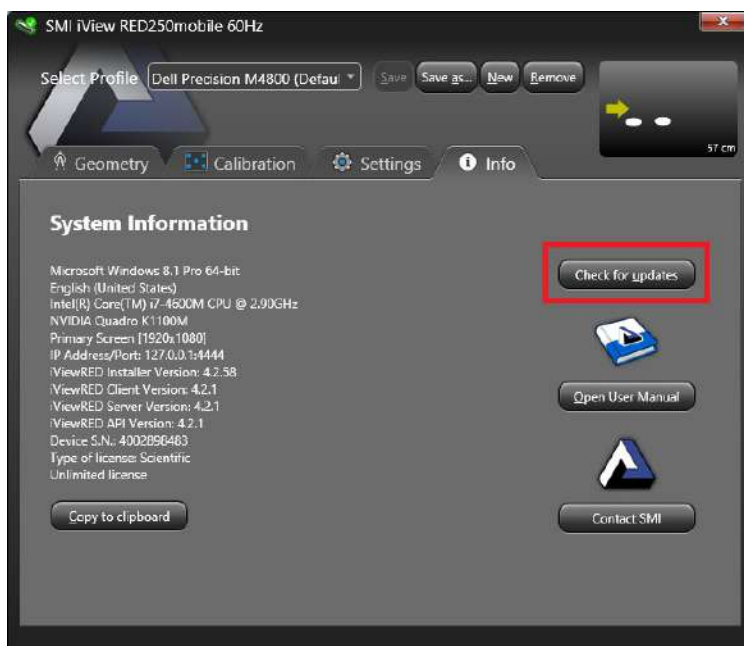 SMI iView RED250mobile 60Hz
Select Profile Dell Precision M4800 (Defaul Save Save as... New Remove
57 cm
Geometry Calibration Settings Info
System Information
Microsoft Windows 8.1 Pro 64-bit
English (United States)
Intel(R) Core(TM) i7-4600M CPU @ 2.90GHz
NVIDIA Quadro K1100M
Primary Screen [1920x1080]
IP Address/Port: 127.0.0.1:4444
iViewRED Installer Version: 4.2.58
iViewRED Client Version: 4.2.1
iViewRED Server Version: 4.2.1
iViewRED API Version: 4.2.1
Device S.N.: 4002898483
Type of license: Scientific
Unlimited license
Copy to clipboard
Check for updates
Open User Manual
Contact SMI